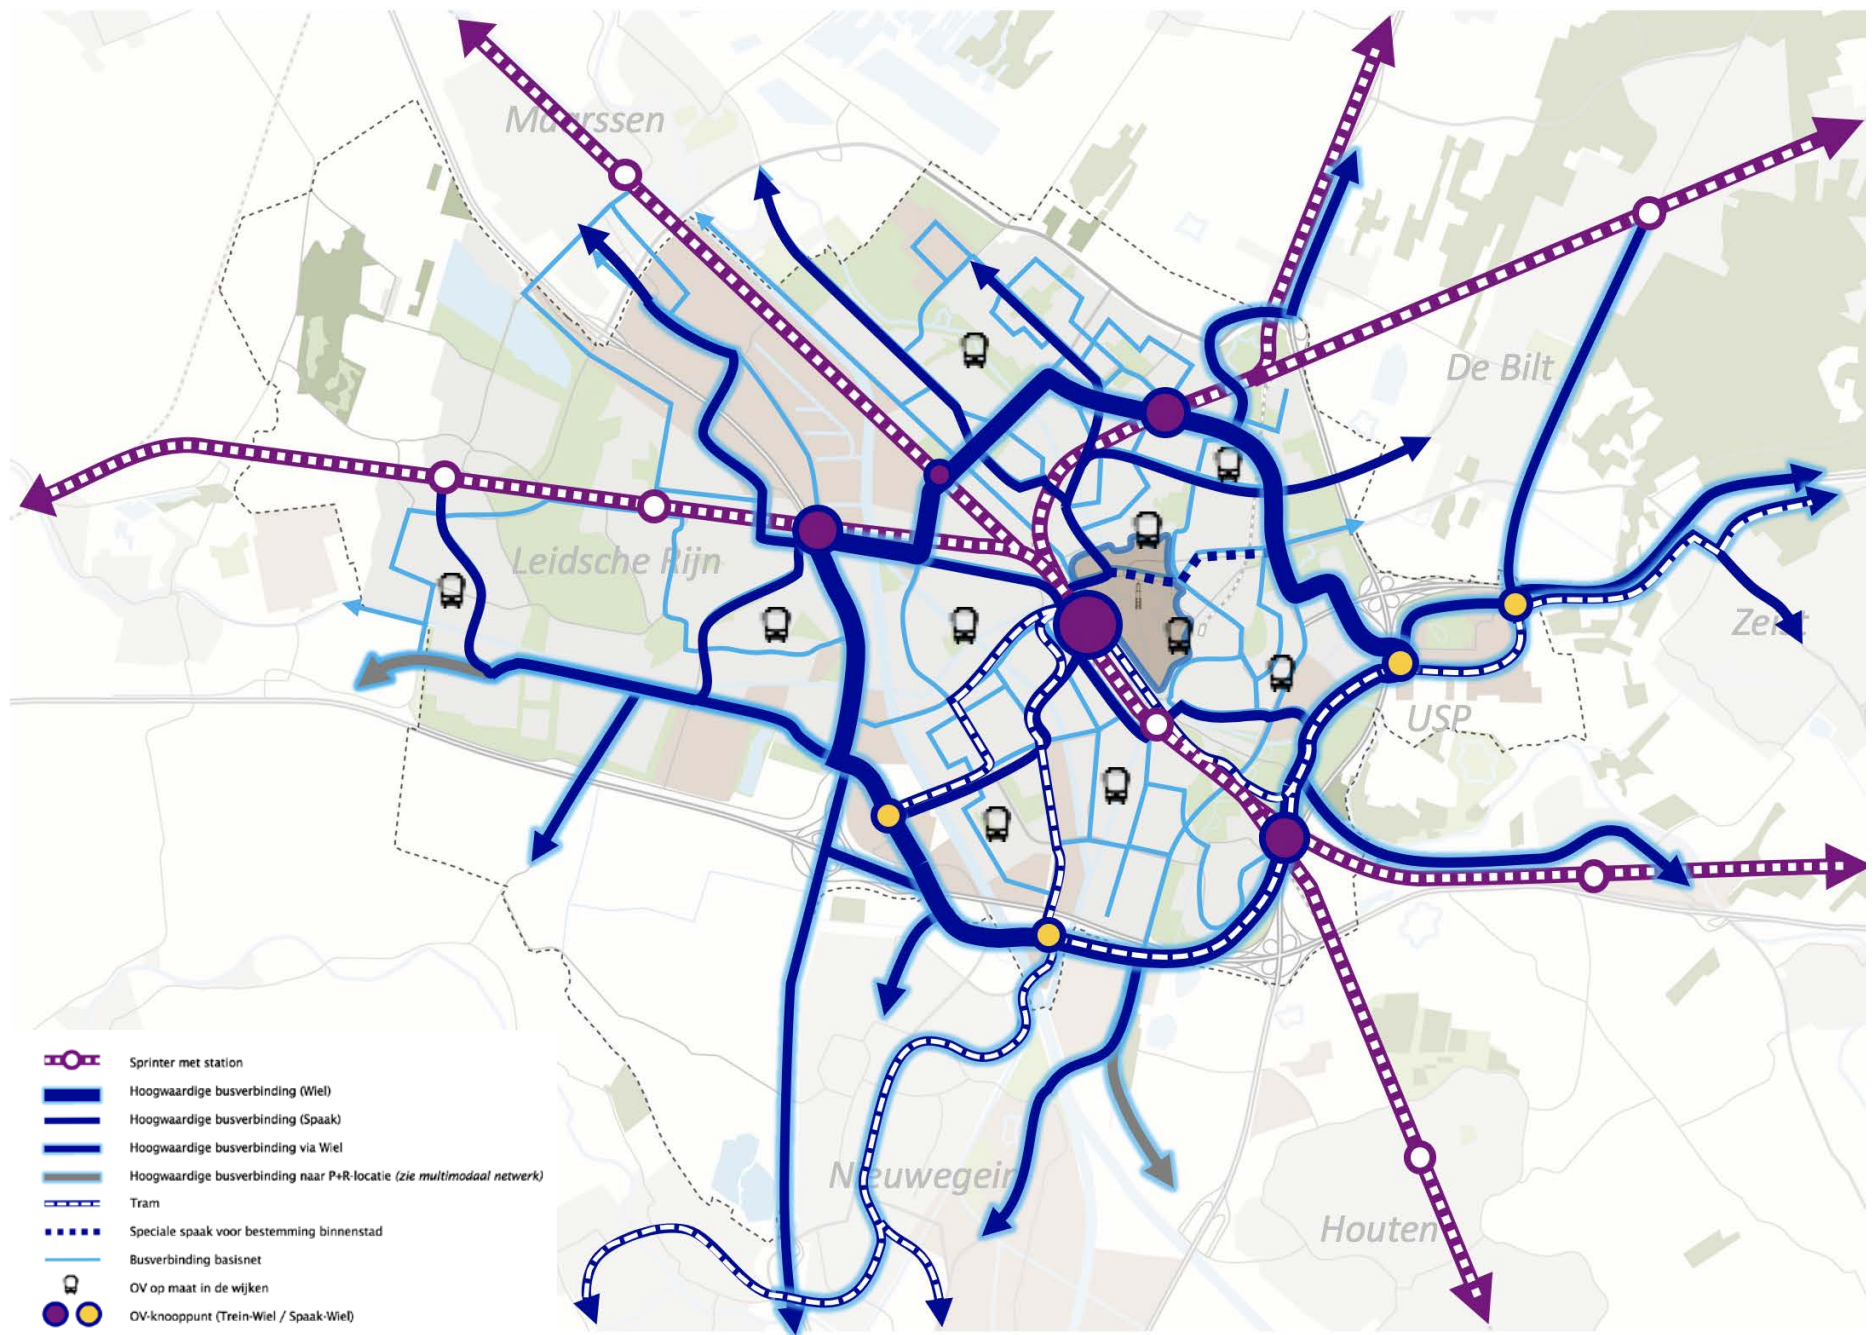 Maarssen
De Bilt
Leidsche Rijn
Zeist
USP
Nieuwegein
Houten
Sprinter met station
Hoogwaardige busverbinding (Wiel)
Hoogwaardige busverbinding (Spaak)
Hoogwaardige busverbinding via Wiel
Hoogwaardige busverbinding naar P+R-locatie (zie multimodaal netwerk)
Tram
Speciale spaak voor bestemming binnenstad
Busverbinding basisnet
OV op maat in de wijken
OV-knooppunt (Trein-Wiel / Spaak-Wiel)